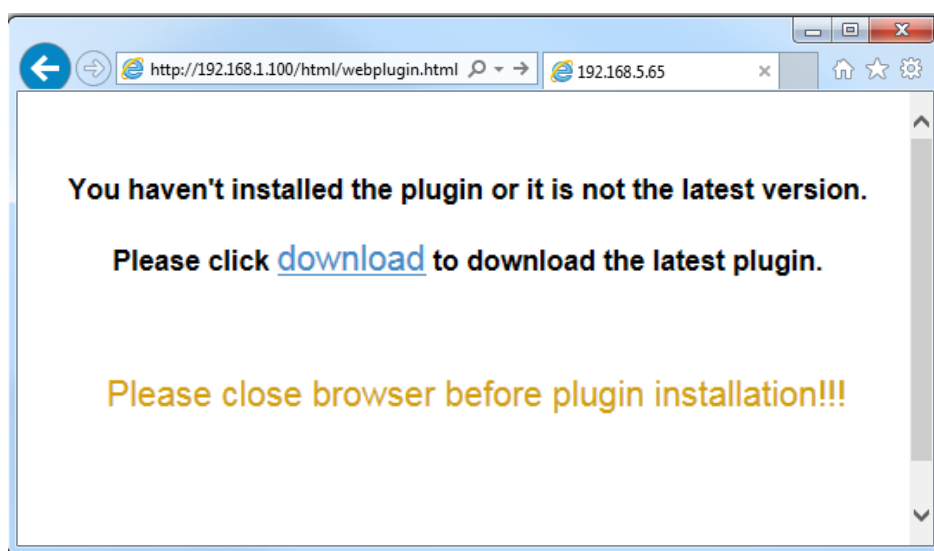 http://192.168.1.100/html/webplugin.html
192.168.5.65
You haven't installed the plugin or it is not the latest version.
Please click download to download the latest plugin.
Please close browser before plugin installation!!!